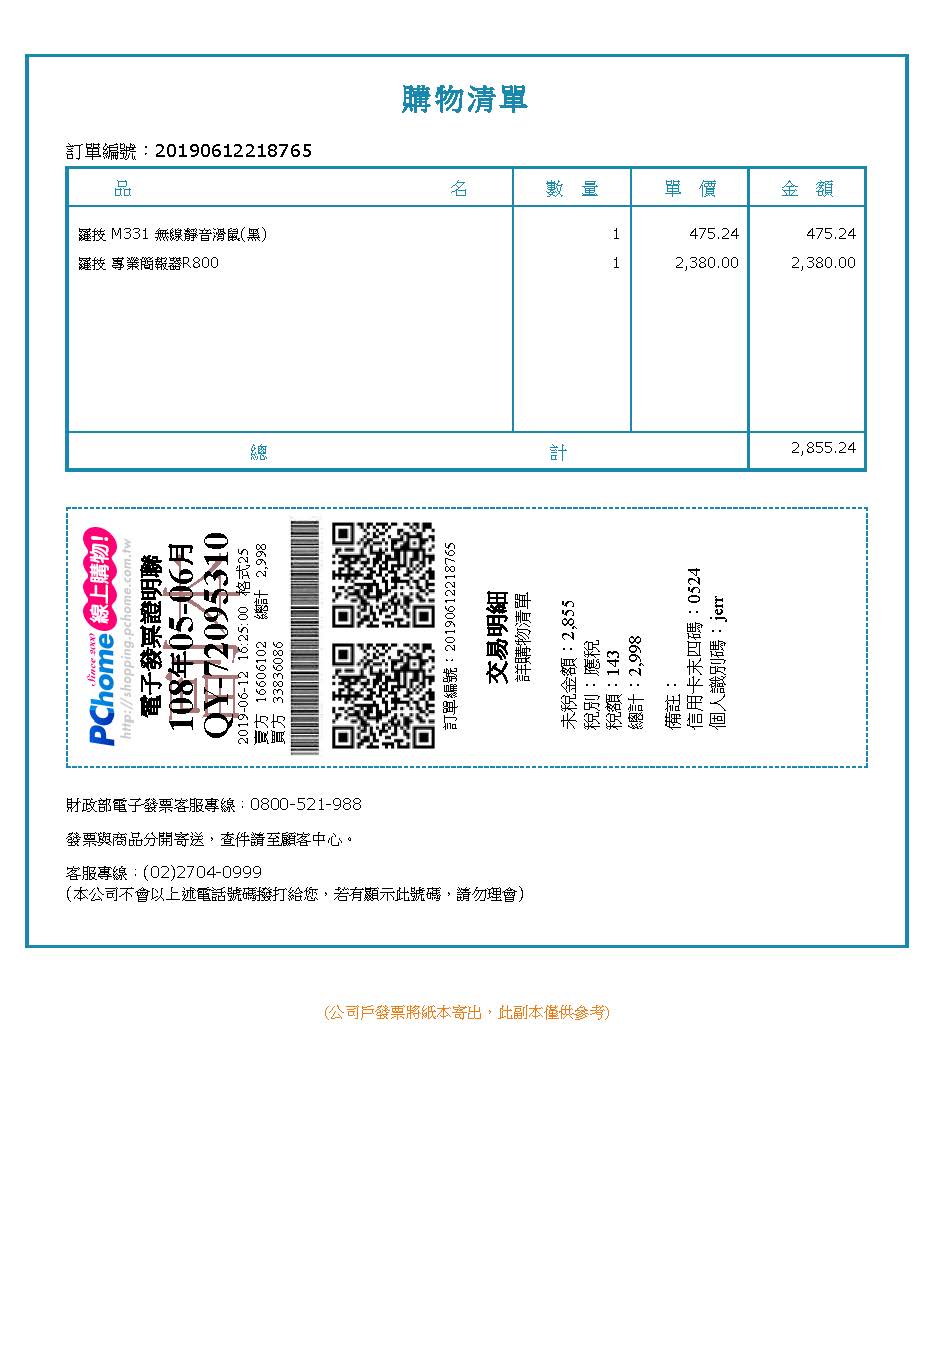 購物清單
訂單編號：20190612218765
品 名 數 量 單 價 金 額
羅技 M331 無線靜音滑鼠(黑) 1 475.24 475.24
羅技 專業簡報器R800 1 2,380.00 2,380.00
總 計 2,855.24
Since 2000
PChome 線上購物!
http://shopping.pchome.com.tw
電子發票證明聯
副本
108年05-06月
QY-72095310
2019-06-12 16:25:00 格式25
賣方 16606102 總計 2,998
買方 33836086
訂單編號：20190612218765
交易明細
詳購物清單
未稅金額：2,855
稅別：應稅
稅額：143
總計：2,998
備註：
信用卡末四碼：0524
個人識別碼：jerr
財政部電子發票客服專線：0800-521-988
發票與商品分開寄送，查件請至顧客中心。
客服專線：(02)2704-0999
(本公司不會以上述電話號碼撥打給您，若有顯示此號碼，請勿理會)
(公司戶發票將紙本寄出，此副本僅供參考)